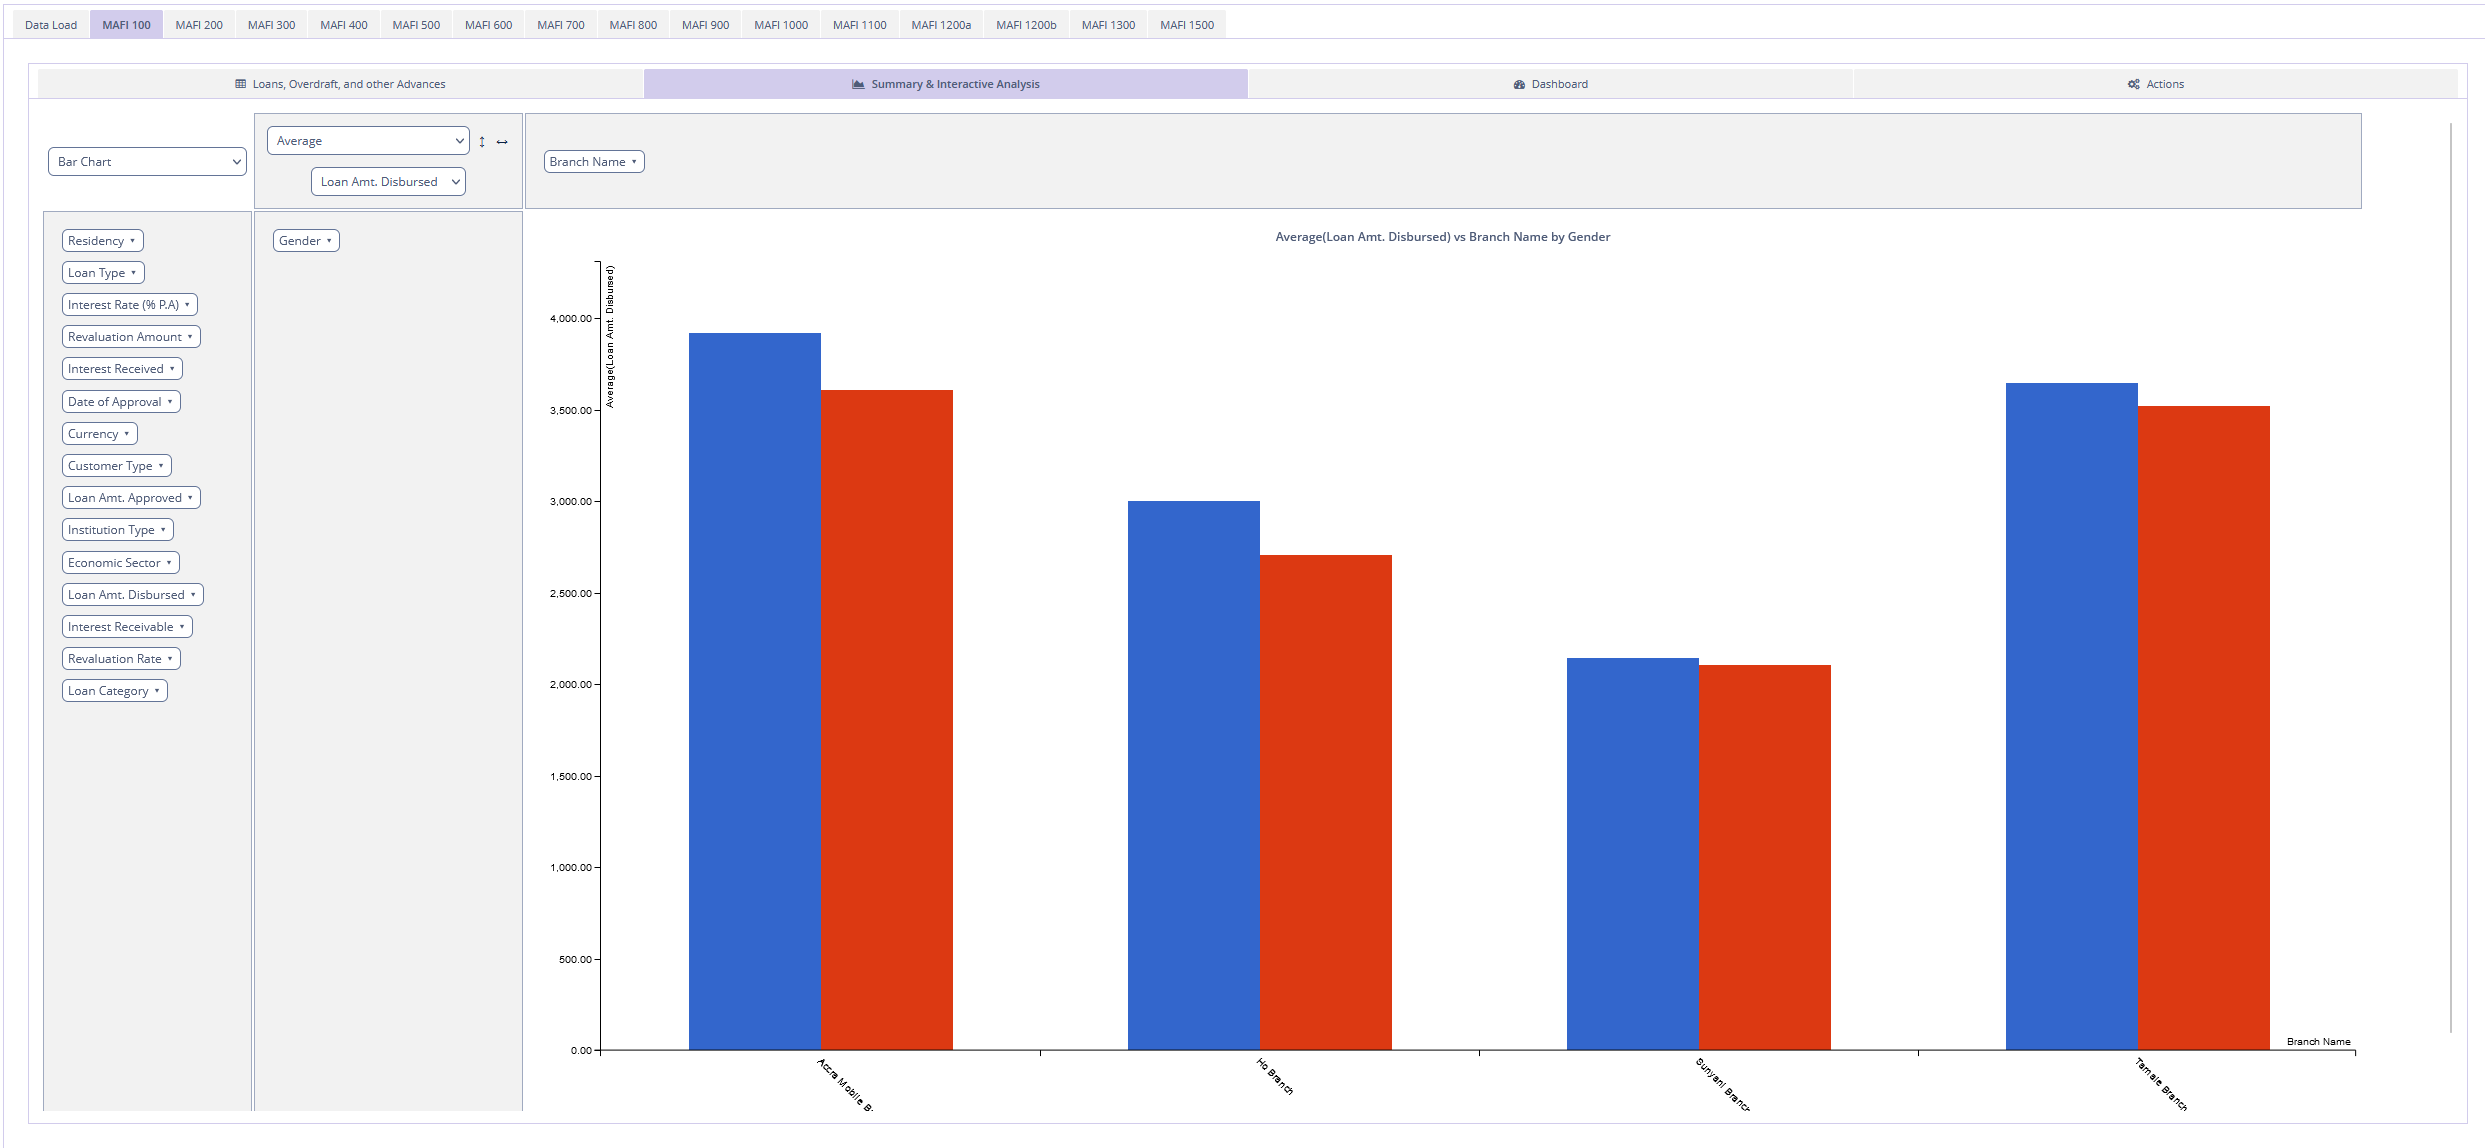 Data Load MAFI 100 MAFI 200 MAFI 300 MAFI 400 MAFI 500 MAFI 600 MAFI 700 MAFI 800 MAFI 900 MAFI 1000 MAFI 1100 MAFI 1200a MAFI 1200b MAFI 1300 MAFI 1500
Loans, Overdraft, and other Advances Summary & Interactive Analysis Dashboard Actions
Bar Chart
Average
Loan Amt. Disbursed
Branch Name
Residency
Loan Type
Interest Rate (% P.A)
Revaluation Amount
Interest Received
Date of Approval
Currency
Customer Type
Loan Amt. Approved
Institution Type
Economic Sector
Loan Amt. Disbursed
Interest Receivable
Revaluation Rate
Loan Category
Gender
Average(Loan Amt. Disbursed) vs Branch Name by Gender
Average(Loan Amt. Disbursed)
4,000.00
3,500.00
3,000.00
2,500.00
2,000.00
1,500.00
1,000.00
500.00
0.00
Branch Name
Accra Mobile
Ho Branch
Sunyani Branch
Tamale Branch